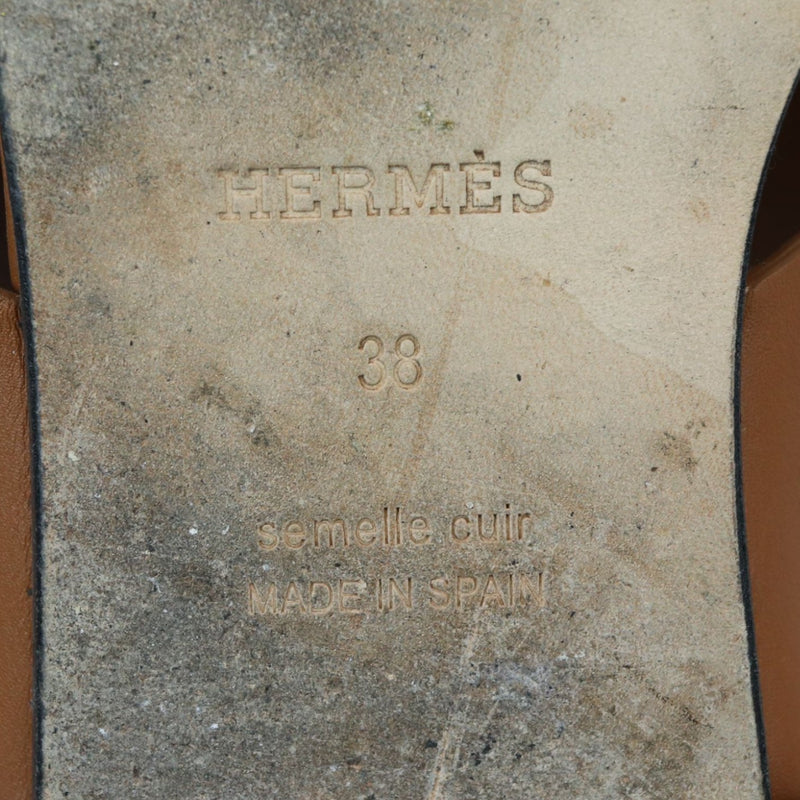 HERMÈS
38
semelle cuir
MADE IN SPAIN